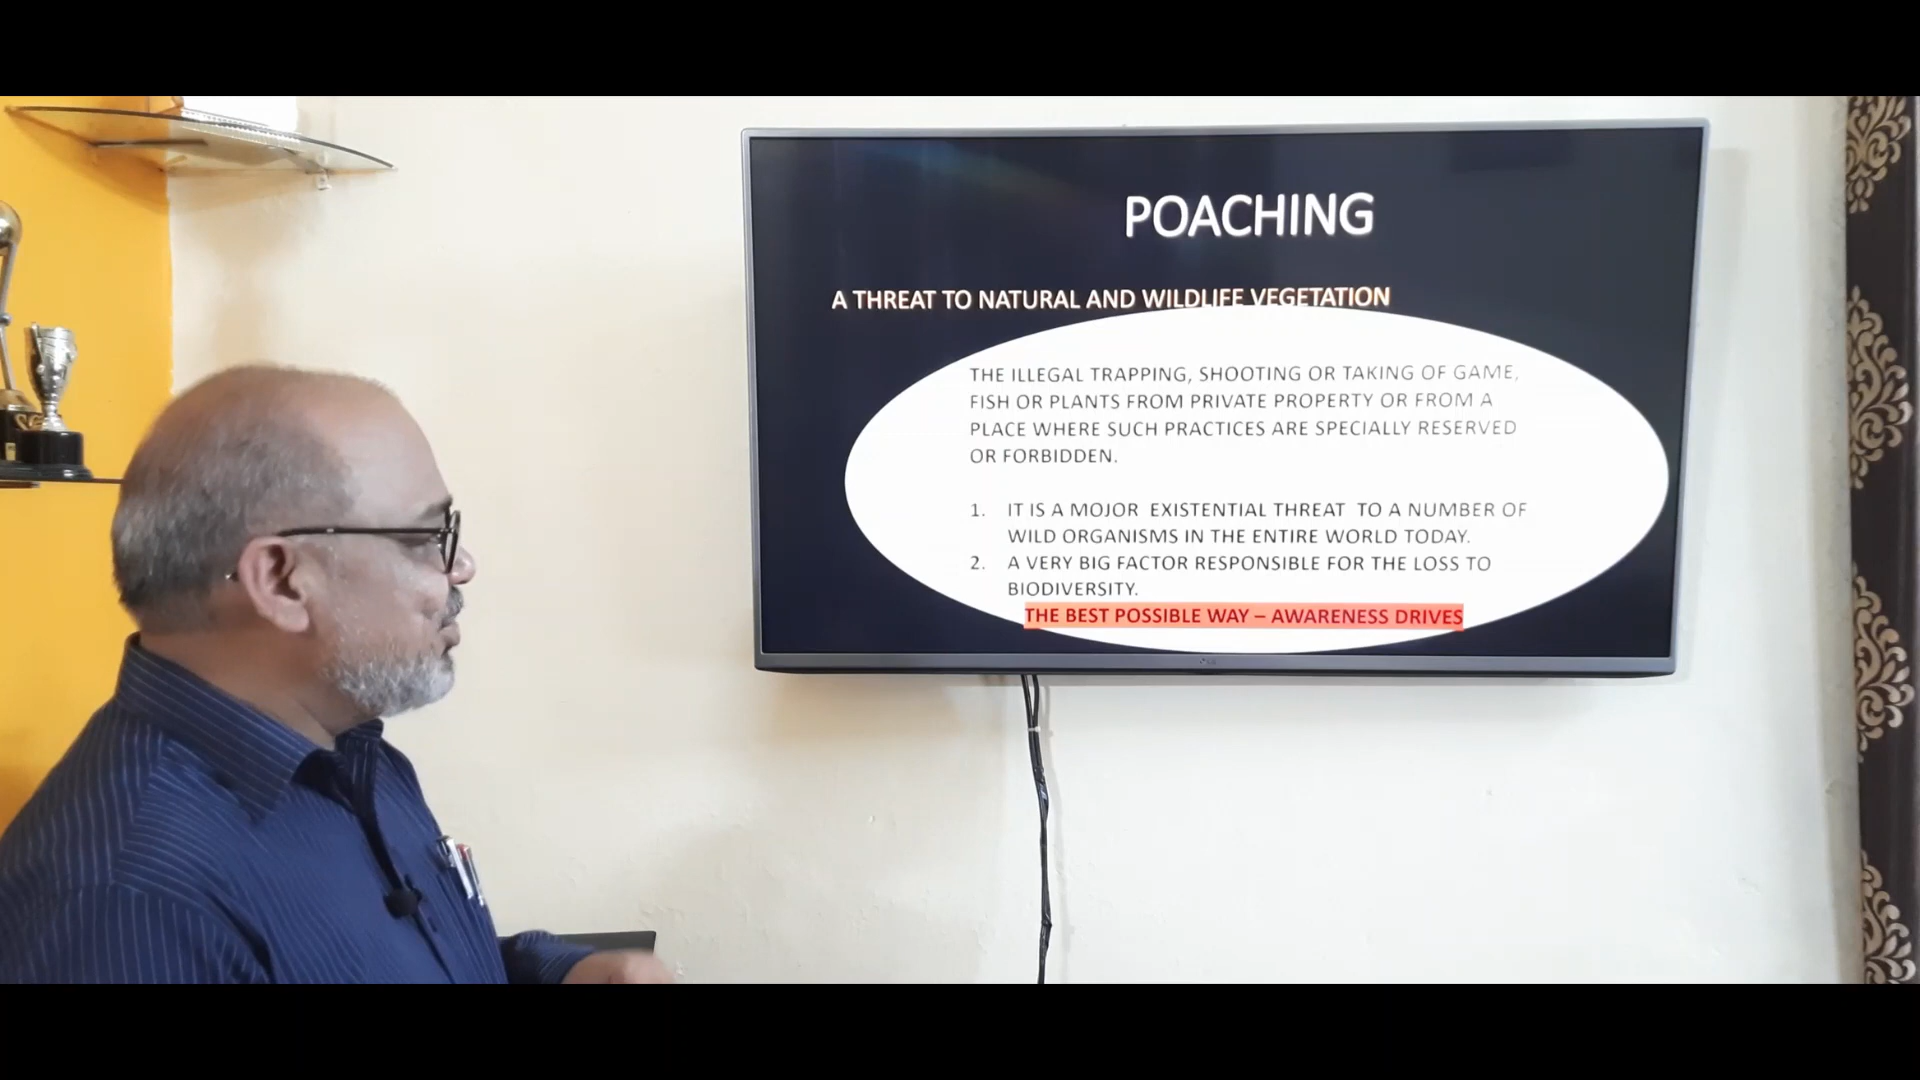 POACHING
A THREAT TO NATURAL AND WILDLIFE VEGETATION
THE ILLEGAL TRAPPING, SHOOTING OR TAKING OF GAME,
FISH OR PLANTS FROM PRIVATE PROPERTY OR FROM A
PLACE WHERE SUCH PRACTICES ARE SPECIALLY RESERVED
OR FORBIDDEN.
1. IT IS A MOJOR EXISTENTIAL THREAT TO A NUMBER OF
WILD ORGANISMS IN THE ENTIRE WORLD TODAY.
2. A VERY BIG FACTOR RESPONSIBLE FOR THE LOSS TO
BIODIVERSITY.
THE BEST POSSIBLE WAY – AWARENESS DRIVES